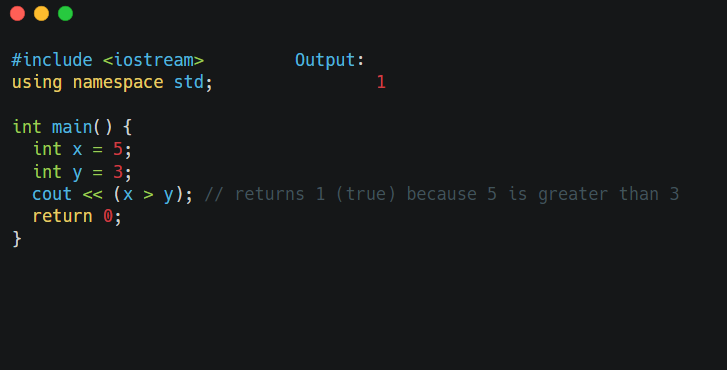 #include <iostream> Output:
using namespace std; 1
int main() {
int x = 5;
int y = 3;
cout << (x > y); // returns 1 (true) because 5 is greater than 3
return 0;
}